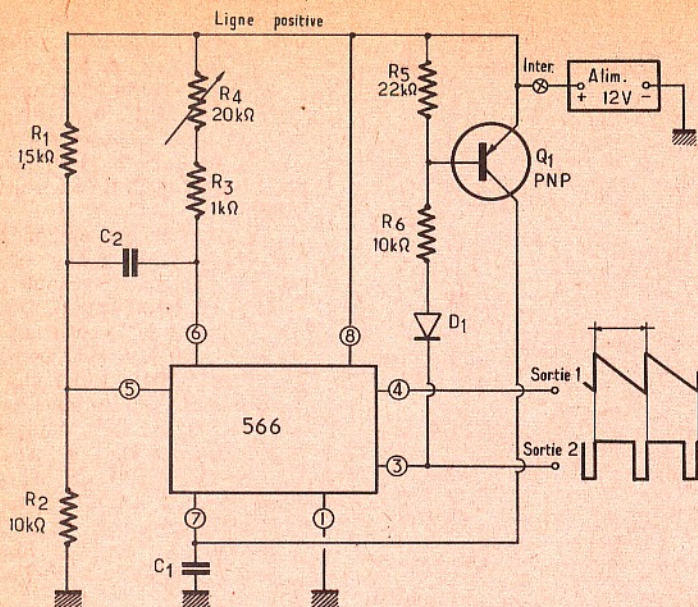 Ligne positive
R1
1,5kΩ
R4
20kΩ
R3
1kΩ
C2
R5
22kΩ
R6
10kΩ
D1
Q1
PNP
Inter.
Alim.
+ 12V -
6
8
5
566
4
3
7
1
Sortie 1
Sortie 2
R2
10kΩ
C1